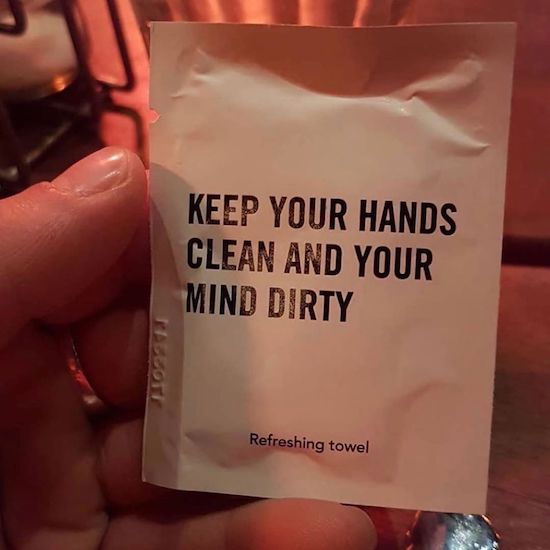 KEEP YOUR HANDS
CLEAN AND YOUR
MIND DIRTY
Refreshing towel